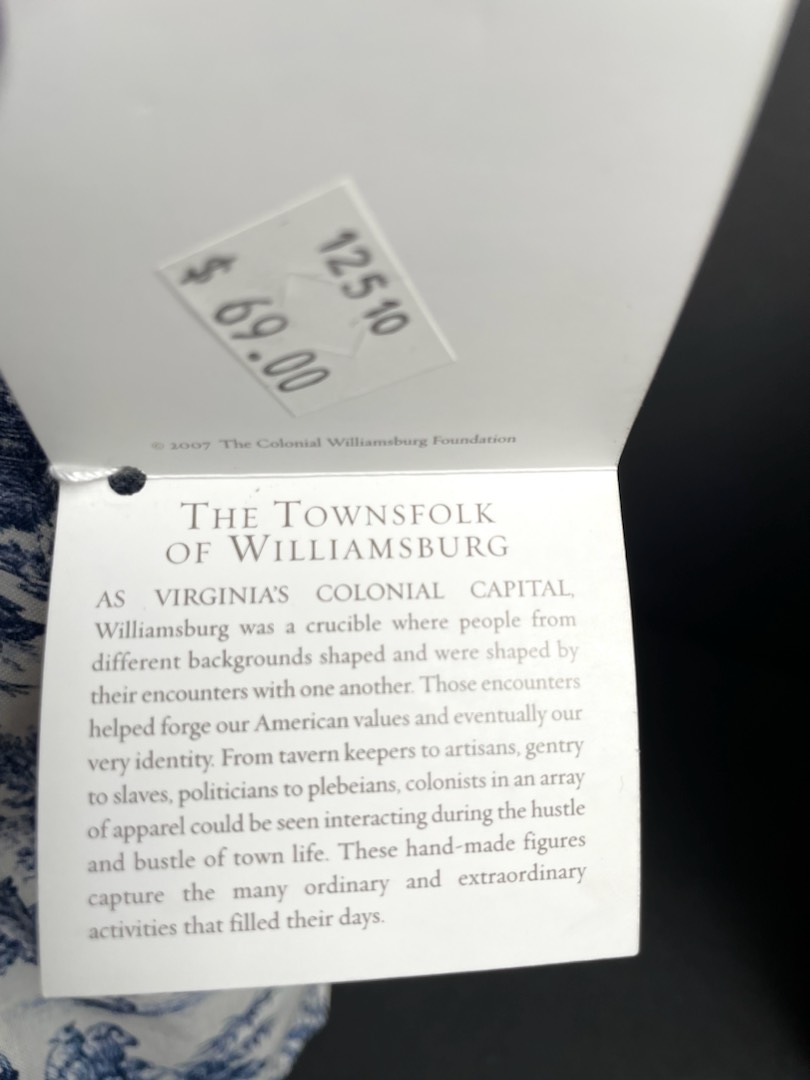 12510
$ 69.00
© 2007 The Colonial Williamsburg Foundation
THE TOWNSFOLK
OF WILLIAMSBURG
AS VIRGINIA'S COLONIAL CAPITAL,
Williamsburg was a crucible where people from
different backgrounds shaped and were shaped by
their encounters with one another. Those encounters
helped forge our American values and eventually our
very identity. From tavern keepers to artisans, gentry
to slaves, politicians to plebeians, colonists in an array
of apparel could be seen interacting during the hustle
and bustle of town life. These hand-made figures
capture the many ordinary and extraordinary
activities that filled their days.